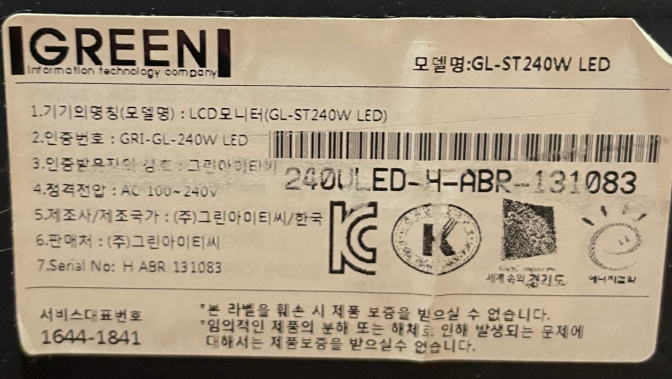 GREEN
Information technology company
모델명:GL-ST240W LED
1.기기의명칭(모델명) : LCD모니터(GL-ST240W LED)
2.인증번호 : GRI-GL-240W LED
3.인증받은자의 상호 : 그린아이티씨
240WLED-H-ABR-131083
4.정격전압 : AC 100~240V
5.제조사/제조국가 : (주)그린아이티씨/한국
6.판매처 : (주)그린아이티씨
7.Serial No: H ABR 131083
KC
K
세계 속의 경기도
에너지절약
서비스대표번호
1644-1841
*본 라벨을 훼손 시 제품 보증을 받으실 수 없습니다.
*임의적인 제품의 분해 또는 해체로 인해 발생되는 문제에
대해서는 제품보증을 받으실수 없습니다.